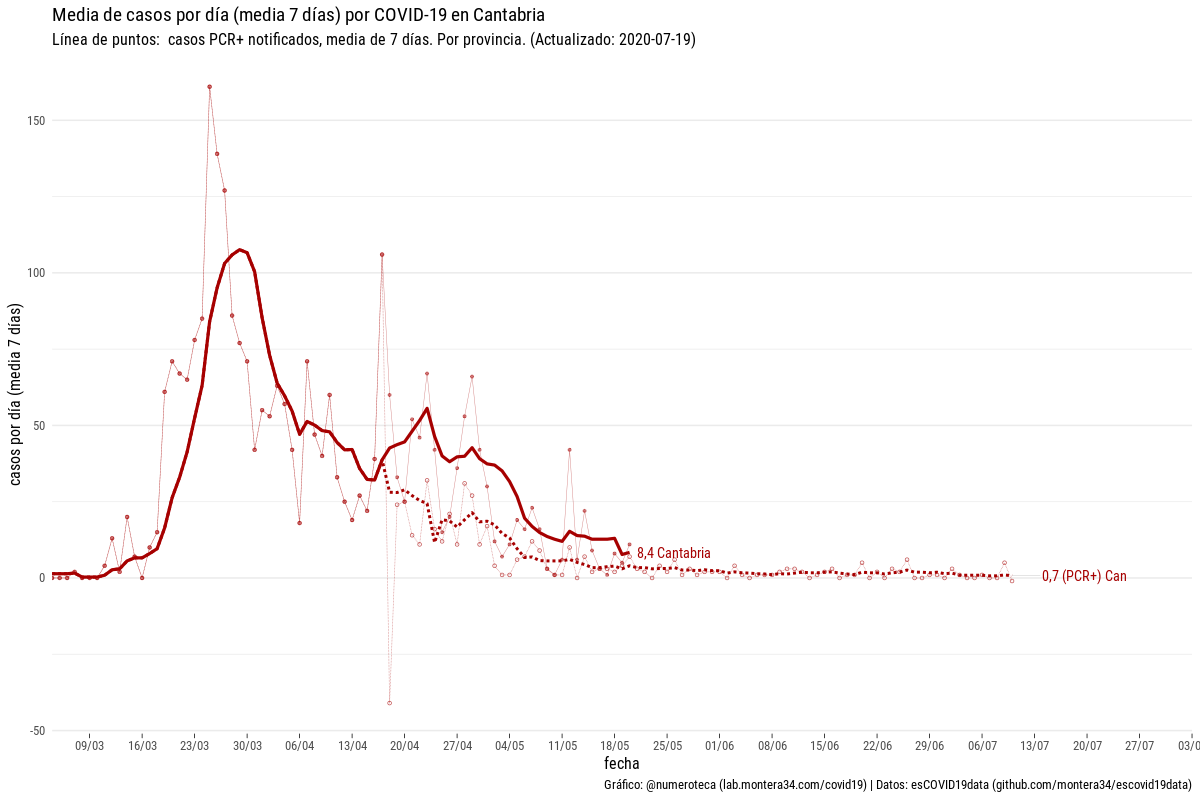 Media de casos por día (media 7 días) por COVID-19 en Cantabria
Línea de puntos:  casos PCR+ notificados, media de 7 días. Por provincia. (Actualizado: 2020-07-19)
casos por día (media 7 días)
150
100
50
0
-50
8,4 Cantabria
0,7 (PCR+) Can
09/03 16/03 23/03 30/03 06/04 13/04 20/04 27/04 04/05 11/05 18/05 25/05 01/06 08/06 15/06 22/06 29/06 06/07 13/07 20/07 27/07 03/0
fecha
Gráfico: @numeroteca (lab.montera34.com/covid19) | Datos: esCOVID19data (github.com/montera34/escovid19data)